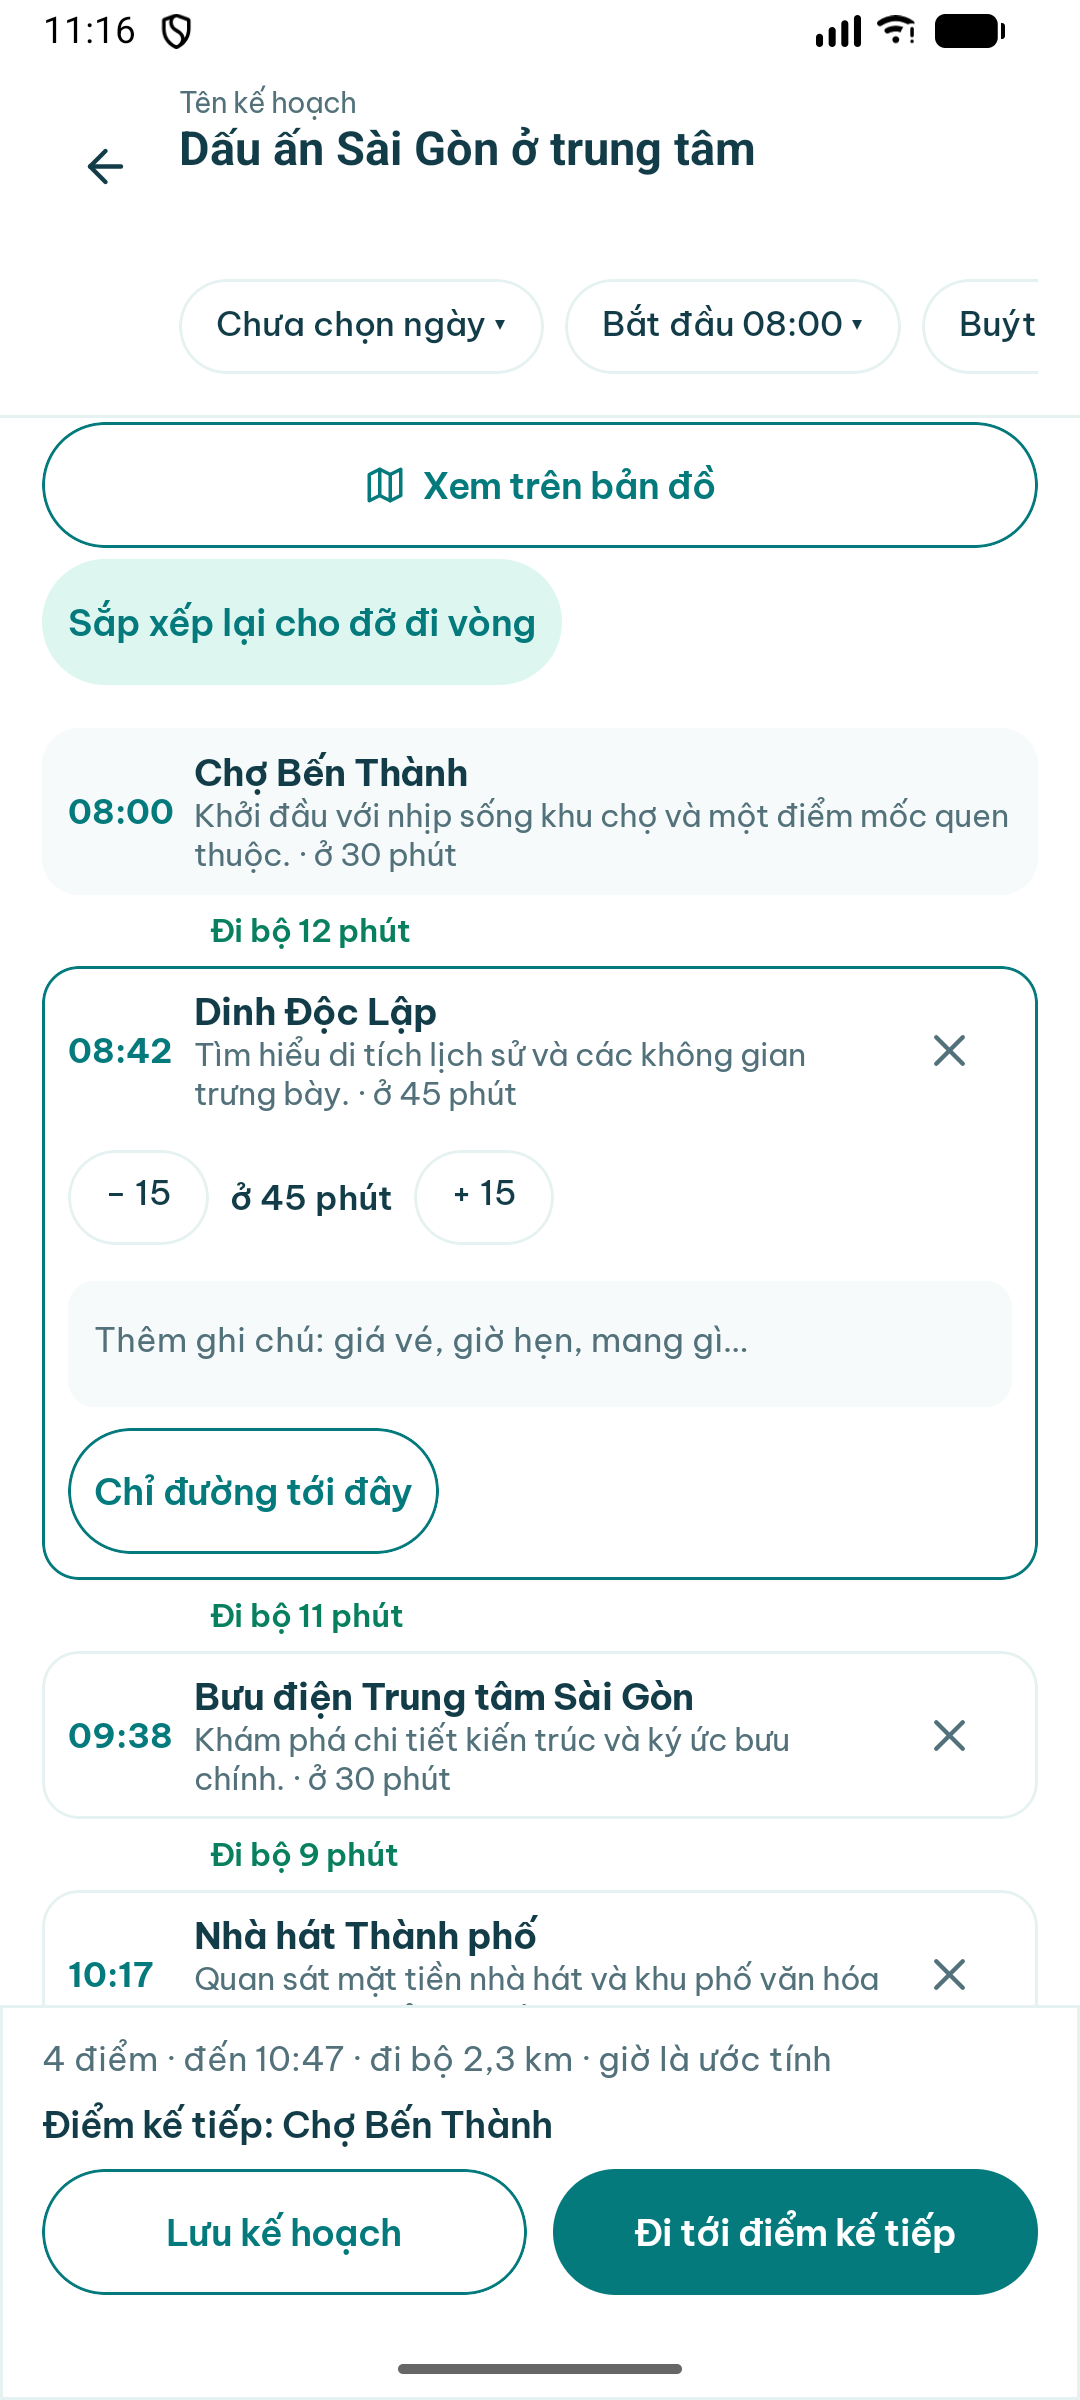 11:16
Tên kế hoạch
Dấu ấn Sài Gòn ở trung tâm
Chưa chọn ngày ▾
Bắt đầu 08:00 ▾
Buýt
Xem trên bản đồ
Sắp xếp lại cho đỡ đi vòng
Chợ Bến Thành
08:00
Khởi đầu với nhịp sống khu chợ và một điểm mốc quen
thuộc. · ở 30 phút
Đi bộ 12 phút
Dinh Độc Lập
08:42
Tìm hiểu di tích lịch sử và các không gian
trưng bày. · ở 45 phút
− 15
ở 45 phút
+ 15
Thêm ghi chú: giá vé, giờ hẹn, mang gì...
Chỉ đường tới đây
Đi bộ 11 phút
Bưu điện Trung tâm Sài Gòn
09:38
Khám phá chi tiết kiến trúc và ký ức bưu
chính. · ở 30 phút
Đi bộ 9 phút
Nhà hát Thành phố
10:17
Quan sát mặt tiền nhà hát và khu phố văn hóa
4 điểm · đến 10:47 · đi bộ 2,3 km · giờ là ước tính
Điểm kế tiếp: Chợ Bến Thành
Lưu kế hoạch
Đi tới điểm kế tiếp